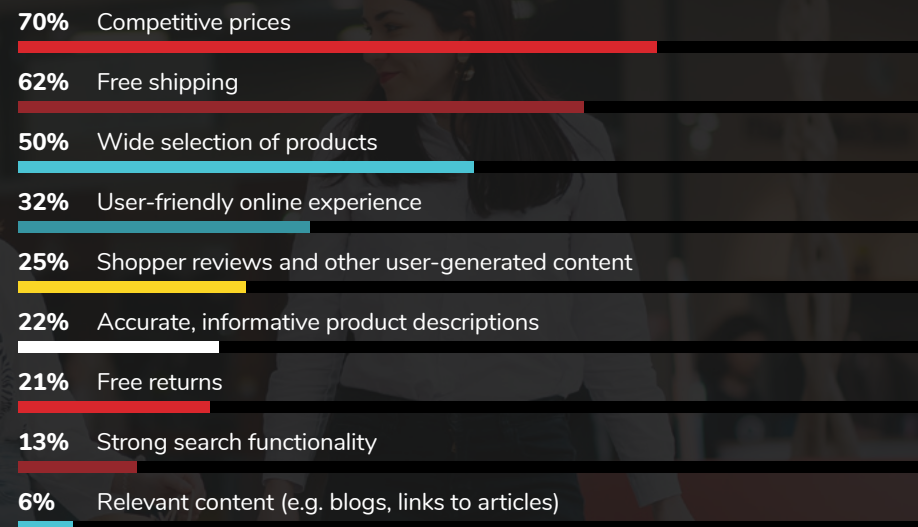 70% Competitive prices
62% Free shipping
50% Wide selection of products
32% User-friendly online experience
25% Shopper reviews and other user-generated content
22% Accurate, informative product descriptions
21% Free returns
13% Strong search functionality
6% Relevant content (e.g. blogs, links to articles)